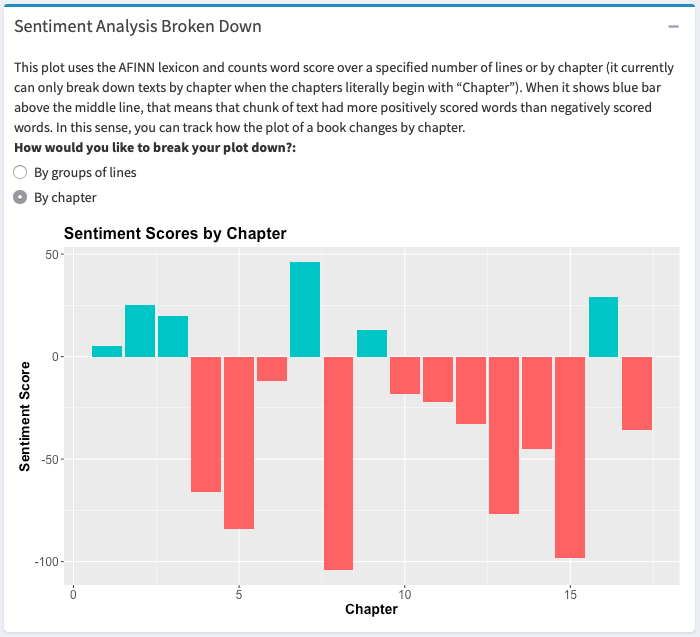 Sentiment Analysis Broken Down
This plot uses the AFINN lexicon and counts word score over a specified number of lines or by chapter (it currently
can only break down texts by chapter when the chapters literally begin with “Chapter”). When it shows blue bar
above the middle line, that means that chunk of text had more positively scored words than negatively scored
words. In this sense, you can track how the plot of a book changes by chapter.
How would you like to break your plot down?:
By groups of lines
By chapter
Sentiment Scores by Chapter
50
0
-50
-100
Sentiment Score
0 5 10 15
Chapter